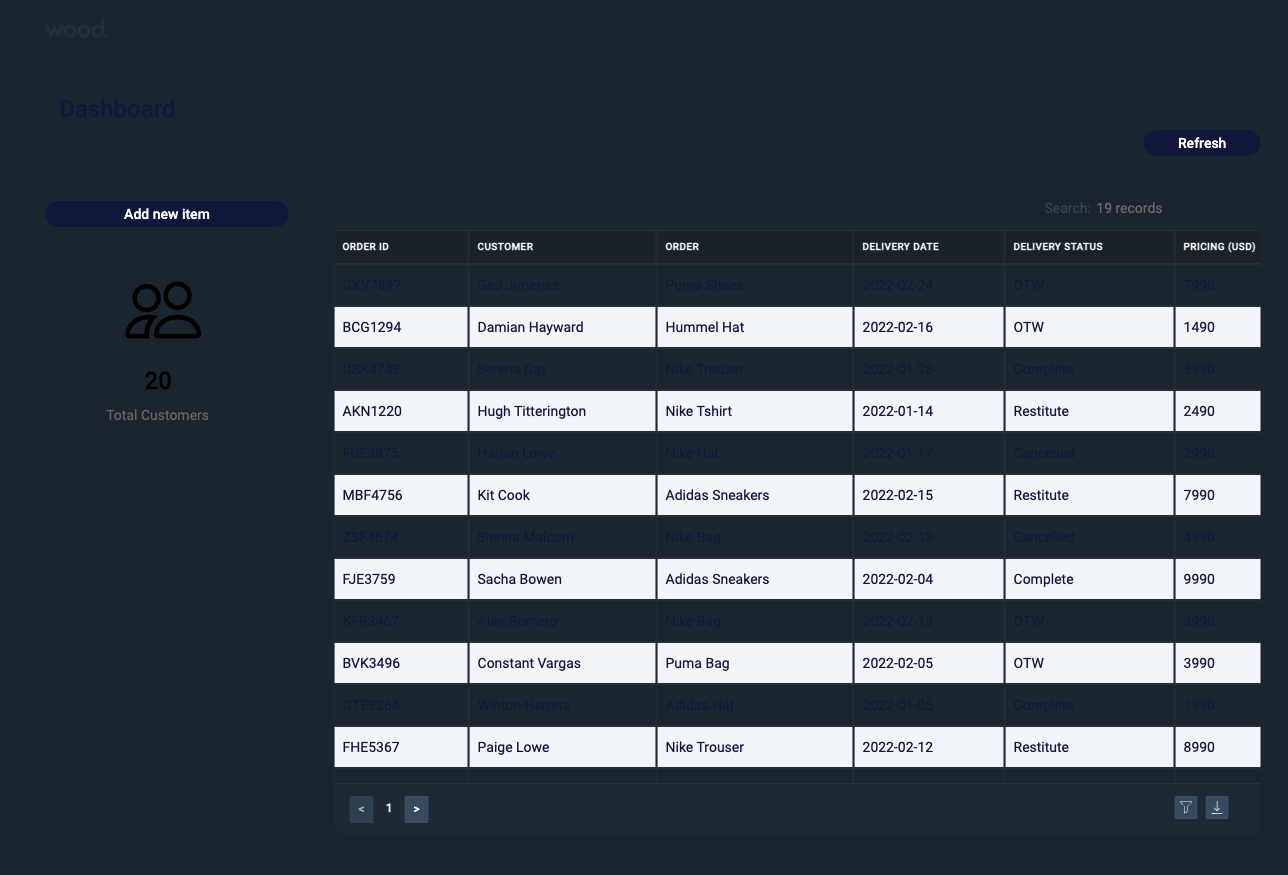 wood.
Dashboard
Refresh
Add new item
20
Total Customers
Search: 19 records
ORDER ID CUSTOMER ORDER DELIVERY DATE DELIVERY STATUS PRICING (USD)
GXV7897 Ged Jimenez Puma Shoes 2022-02-24 OTW 7990
BCG1294 Damian Hayward Hummel Hat 2022-02-16 OTW 1490
DSK4743 Serena Day Nike Trouser 2022-01-28 Complete 5990
AKN1220 Hugh Titterington Nike Tshirt 2022-01-14 Restitute 2490
FUE3875 Harlan Lowe Nike Hat 2022-01-17 Cancelled 2990
MBF4756 Kit Cook Adidas Sneakers 2022-02-15 Restitute 7990
ZSF4674 Sienna Malcom Nike Bag 2022-02-13 Cancelled 4990
FJE3759 Sacha Bowen Adidas Sneakers 2022-02-04 Complete 9990
KFR3467 Alan Romero Nike Bag 2022-02-13 OTW 3990
BVK3496 Constant Vargas Puma Bag 2022-02-05 OTW 3990
GTE3264 Winton Herrera Adidas Hat 2022-01-05 Complete 1990
FHE5367 Paige Lowe Nike Trouser 2022-02-12 Restitute 8990
< 1 >